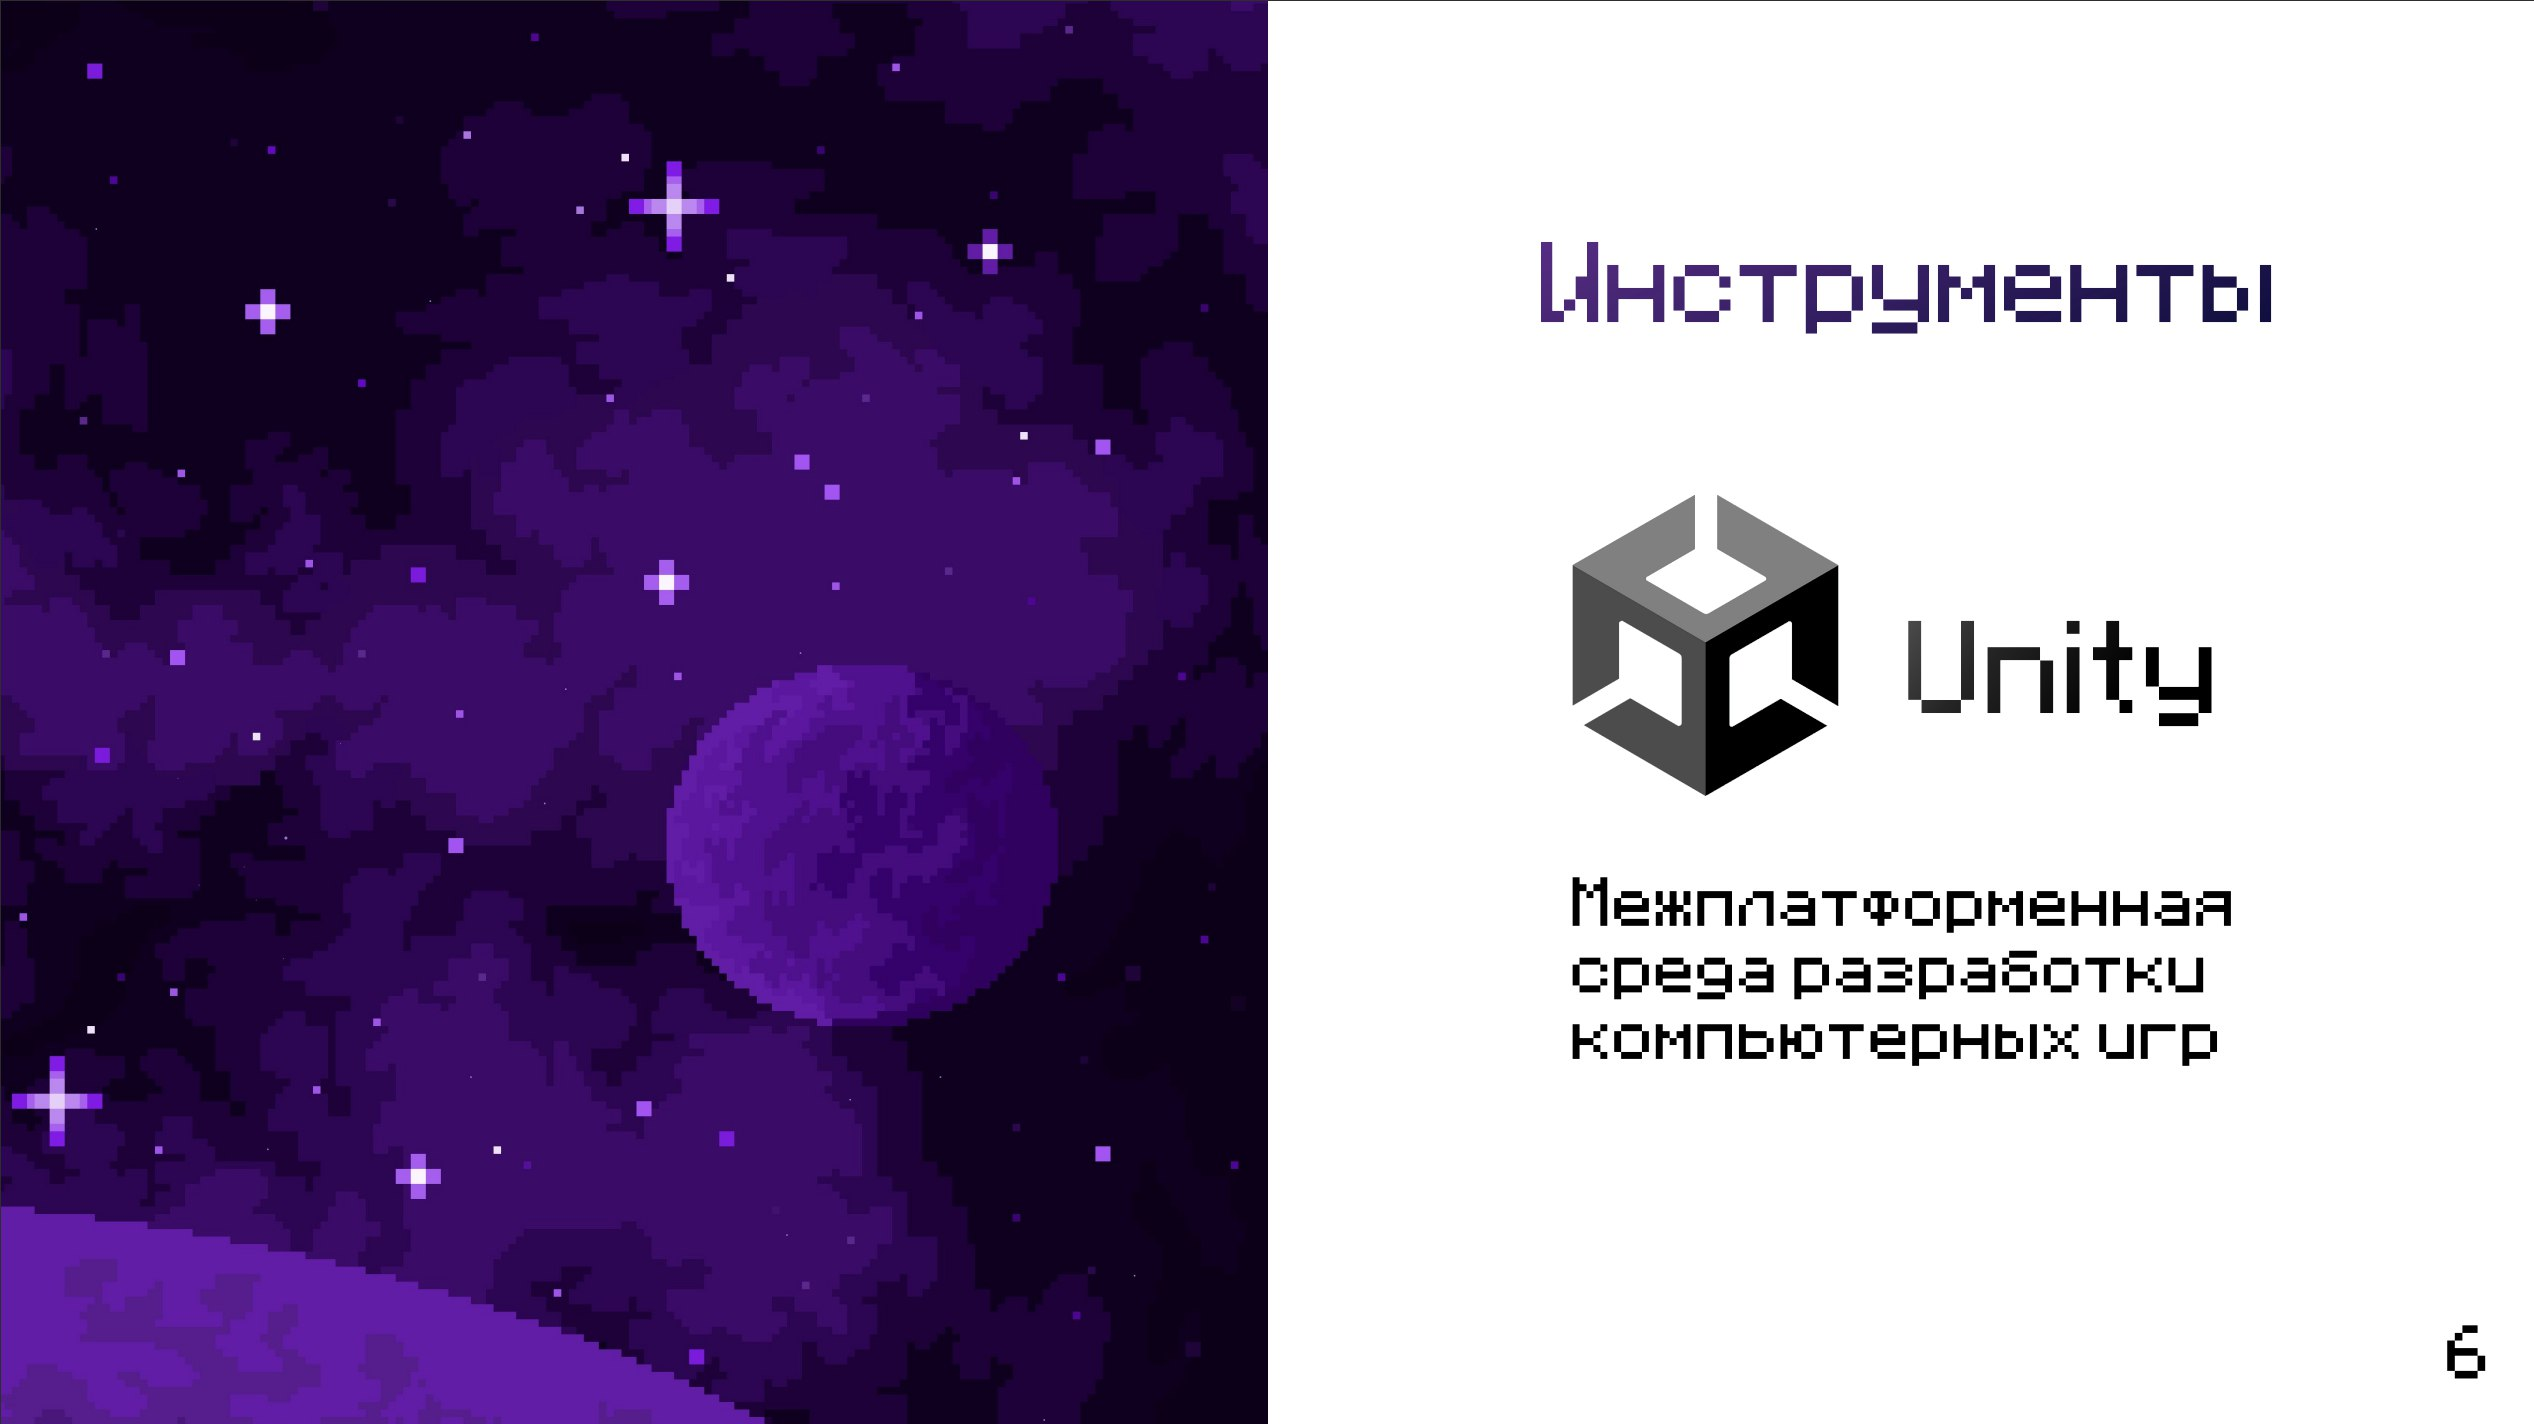 Инструменты
Unity
Межплатформенная
среда разработки
компьютерных игр
6